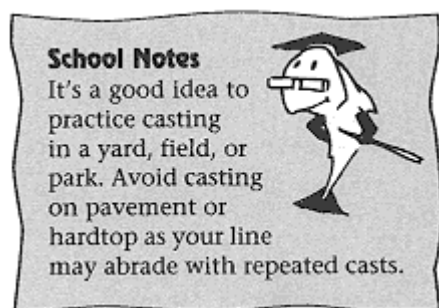 School Notes
It's a good idea to
practice casting
in a yard, field, or
park. Avoid casting
on pavement or
hardtop as your line
may abrade with repeated casts.